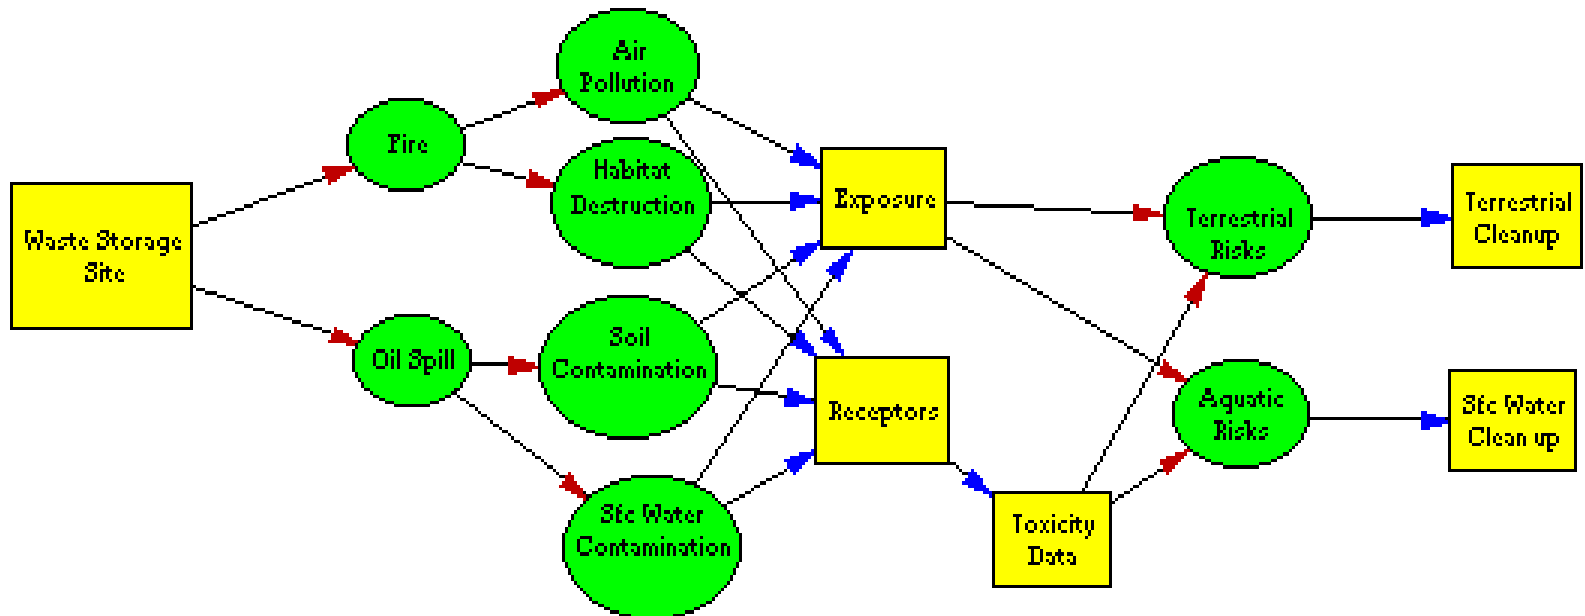 Air
Pollution
Fire
Habitat
Destruction
Waste Storage
Site
Exposure
Terrestrial
Risks
Terrestrial
Cleanup
Oil Spill
Soil
Contamination
Receptors
Aquatic
Risks
Sfc Water
Clean up
Sfc Water
Contamination
Toxicity
Data